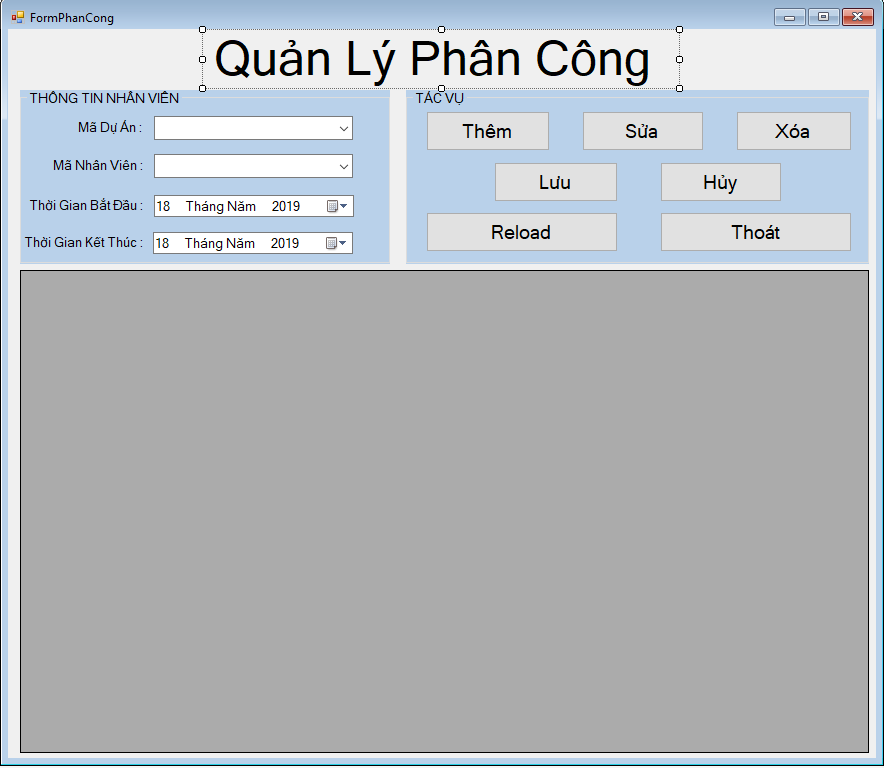 FormPhanCong
Quản Lý Phân Công
THÔNG TIN NHÂN VIÊN
Mã Dự Án :
Mã Nhân Viên :
Thời Gian Bắt Đầu :
18 Tháng Năm 2019
Thời Gian Kết Thúc :
18 Tháng Năm 2019
TÁC VỤ
Thêm
Sửa
Xóa
Lưu
Hủy
Reload
Thoát